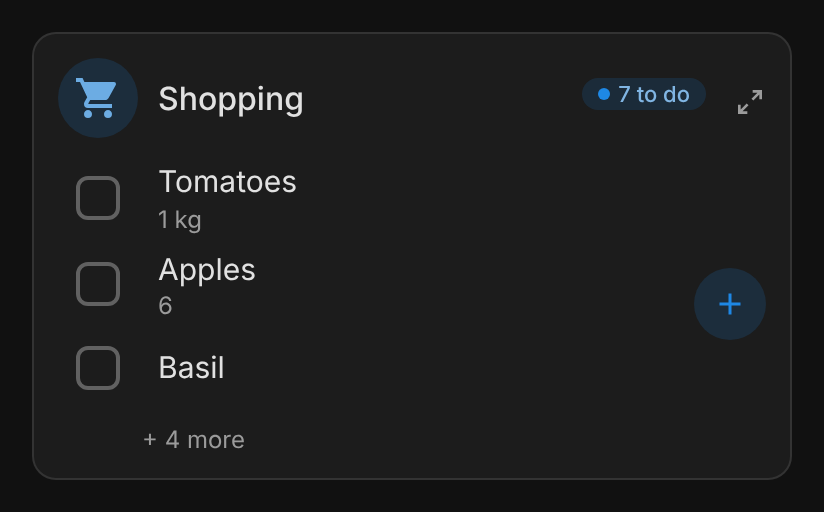 Shopping
7 to do
Tomatoes
1 kg
Apples
6
Basil
+ 4 more